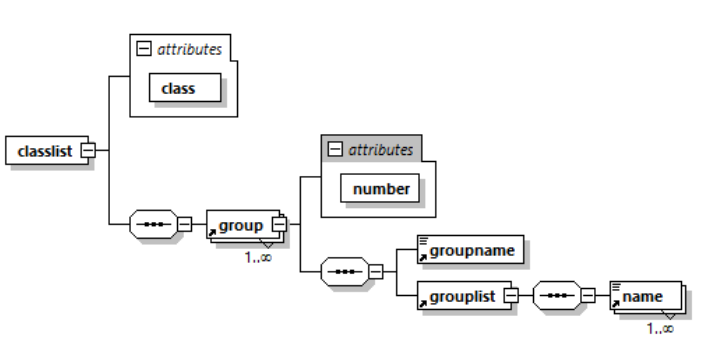 attributes
class
classlist
group
1..∞
attributes
number
groupname
grouplist
name
1..∞